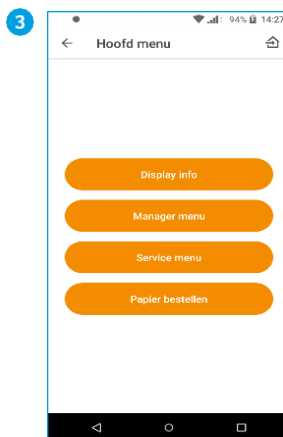 3
94% 14:27
Hoofd menu
Display info
Manager menu
Service menu
Papier bestellen